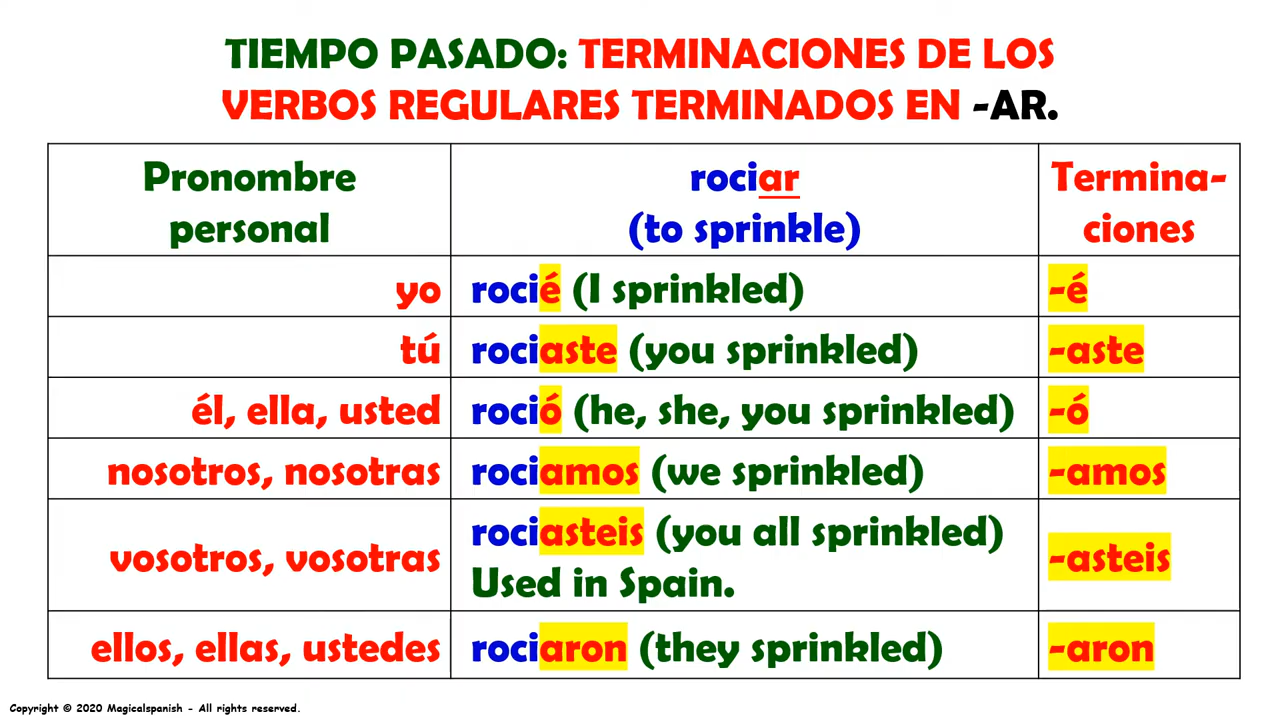 TIEMPO PASADO: TERMINACIONES DE LOS
VERBOS REGULARES TERMINADOS EN -AR.
Pronombre personal
rociar
(to sprinkle)
Termina-
ciones
yo
rocié (I sprinkled)
-é
tú
rociaste (you sprinkled)
-aste
él, ella, usted
roció (he, she, you sprinkled)
-ó
nosotros, nosotras
rociamos (we sprinkled)
-amos
vosotros, vosotras
rociasteis (you all sprinkled)
Used in Spain.
-asteis
ellos, ellas, ustedes
rociaron (they sprinkled)
-aron
Copyright © 2020 Magicalspanish - All rights reserved.